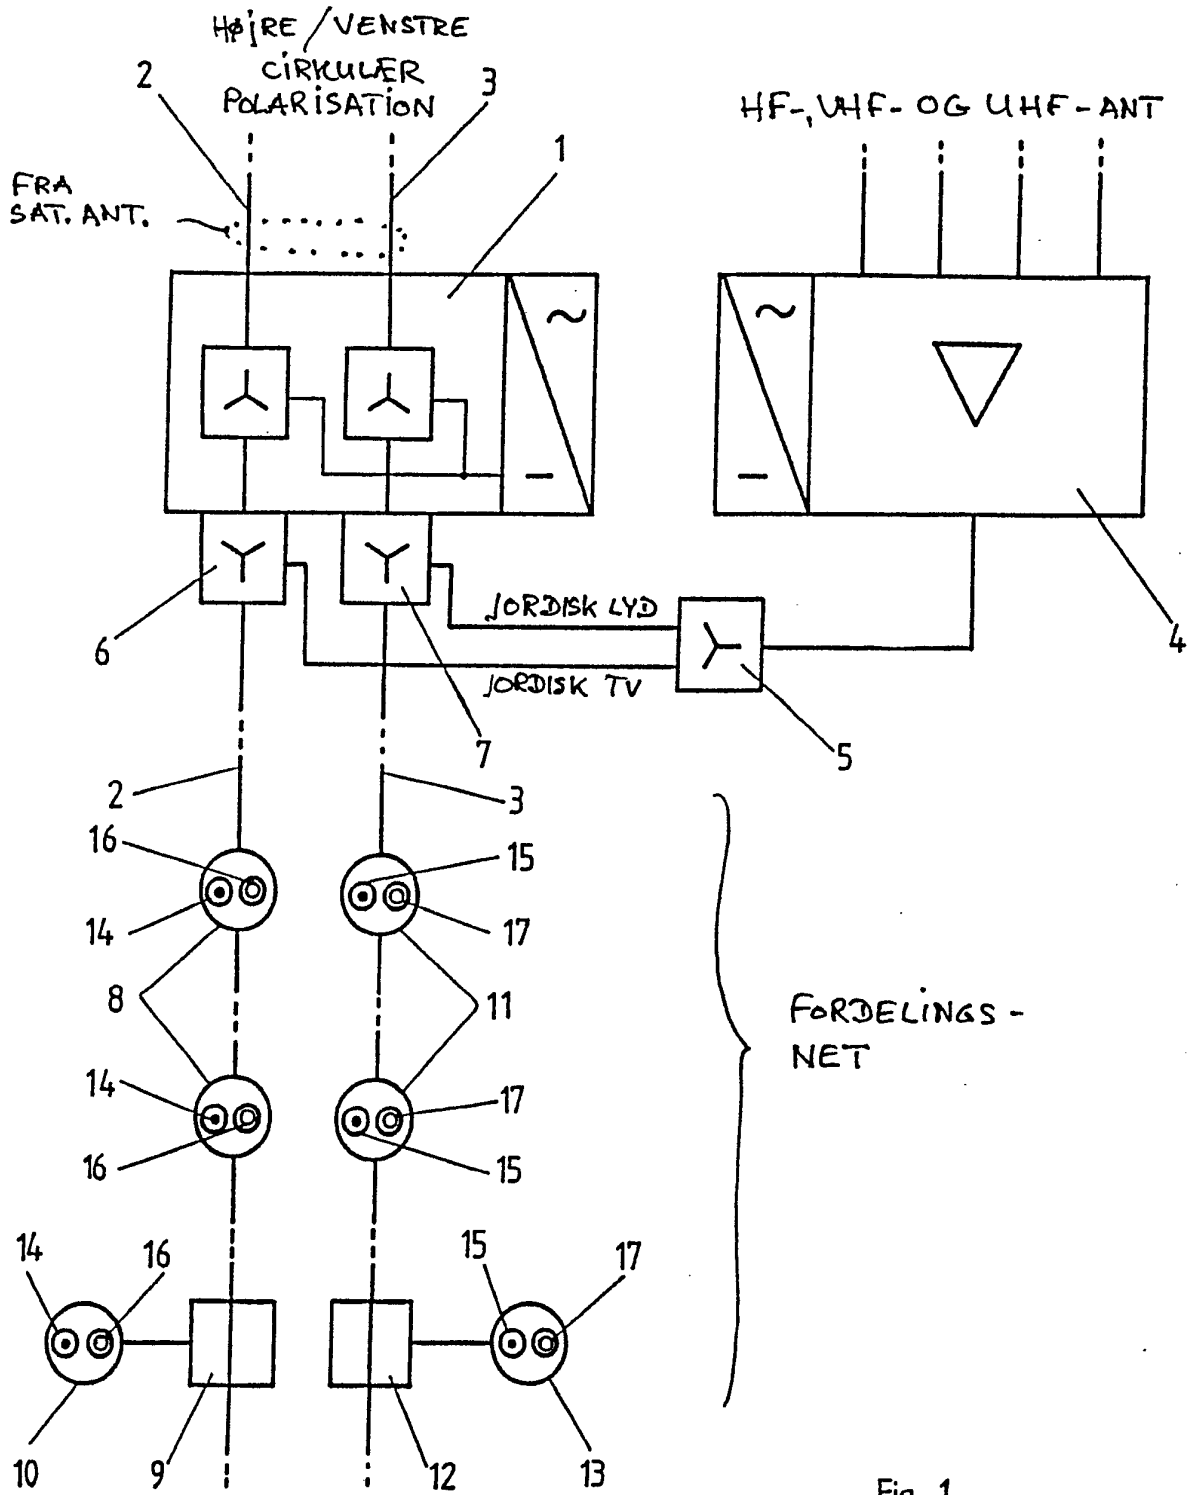 HØJRE / VENSTRE
CIRKULÆR
POLARISATION
2
3
HF-, VHF- OG UHF-ANT
1
FRA
SAT. ANT.
~
~
—
—
6
JORDISK LYD
4
JORDISK TV
7
5
2
3
16
15
14
17
8
11
FORDELINGS-
NET
14
17
16
15
14
16
15
17
10
9
12
13
Fig. 1